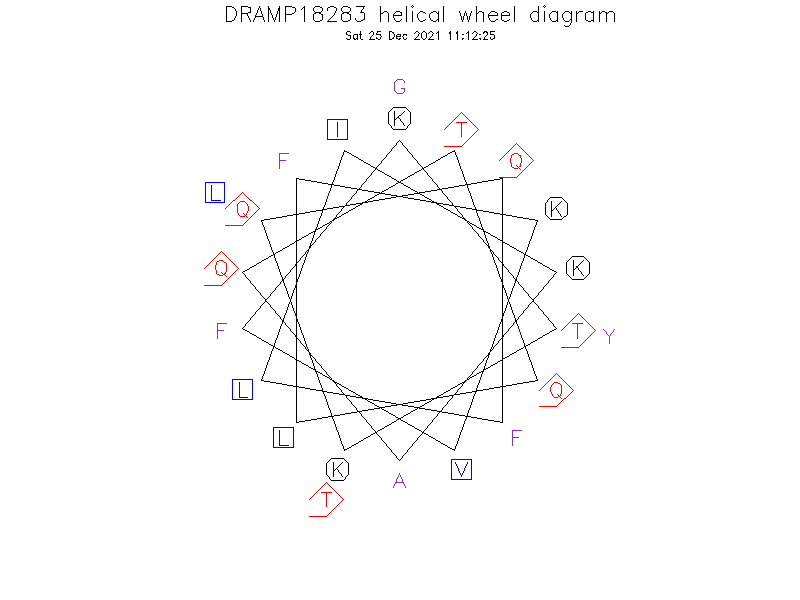 DRAMP18283 helical wheel diagram
Sat 25 Dec 2021 11:12:25
G
I K T
F Q
L Q K
Q K
F T Y
L Q
L F
K A V
T